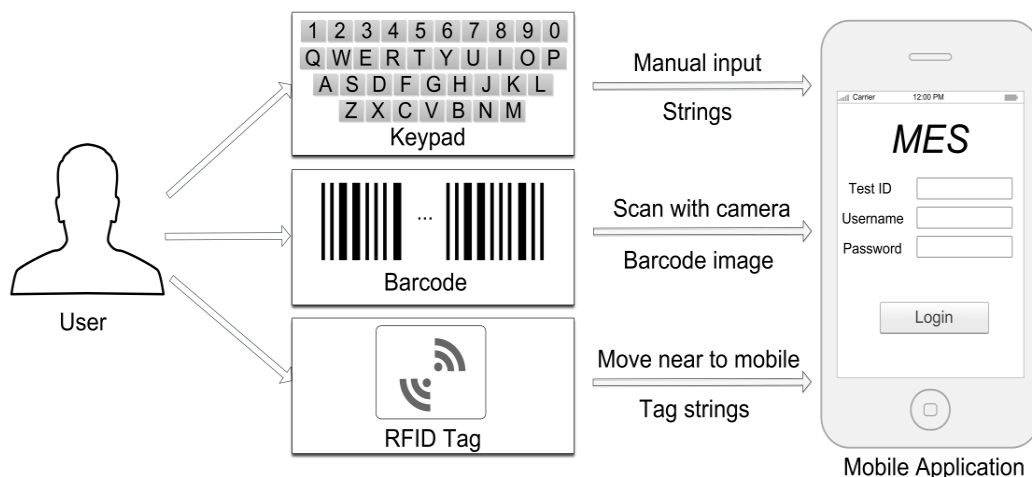 1 2 3 4 5 6 7 8 9 0
Q W E R T Y U I O P
A S D F G H J K L
Z X C V B N M
Keypad
Manual input
Strings
...
Barcode
Scan with camera
Barcode image
User
RFID Tag
Move near to mobile
Tag strings
Carrier 12:00 PM
MES
Test ID
Username
Password
Login
Mobile Application